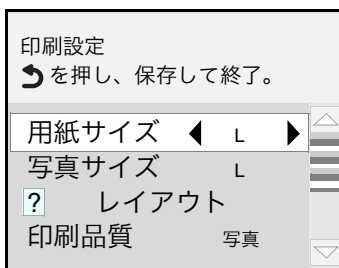 印刷設定
を押し、保存して終了。
用紙サイズ L
写真サイズ L
? レイアウト
印刷品質 写真